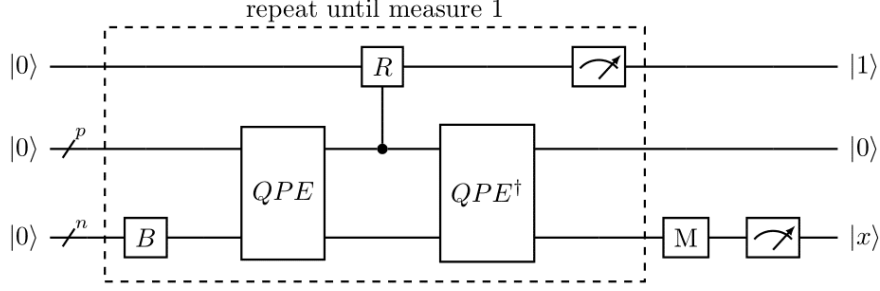 repeat until measure 1
|0⟩ R |1⟩
|0⟩ p |0⟩
QPE QPE†
|0⟩ n B M |x⟩